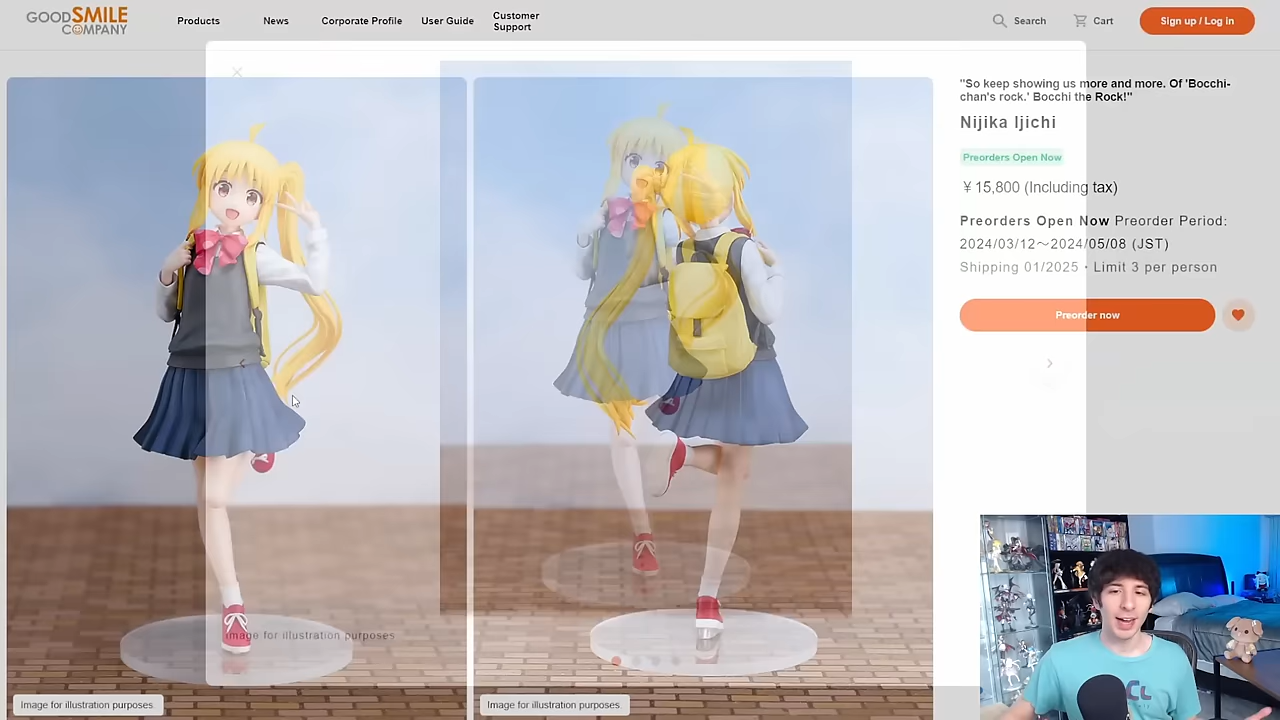 GOODSMILE
COMPANY
Products
News
Corporate Profile
User Guide
Customer
Support
Search
Cart
Sign up / Log in
"So keep showing us more and more. Of 'Bocchi-
chan's rock.' Bocchi the Rock!"
Nijika Ijichi
Preorders Open Now
￥15,800 (Including tax)
Preorders Open Now Preorder Period:
2024/03/12～2024/05/08 (JST)
Shipping 01/2025・Limit 3 per person
Preorder now
Image for illustration purposes
Image for illustration purposes.
Image for illustration purposes.